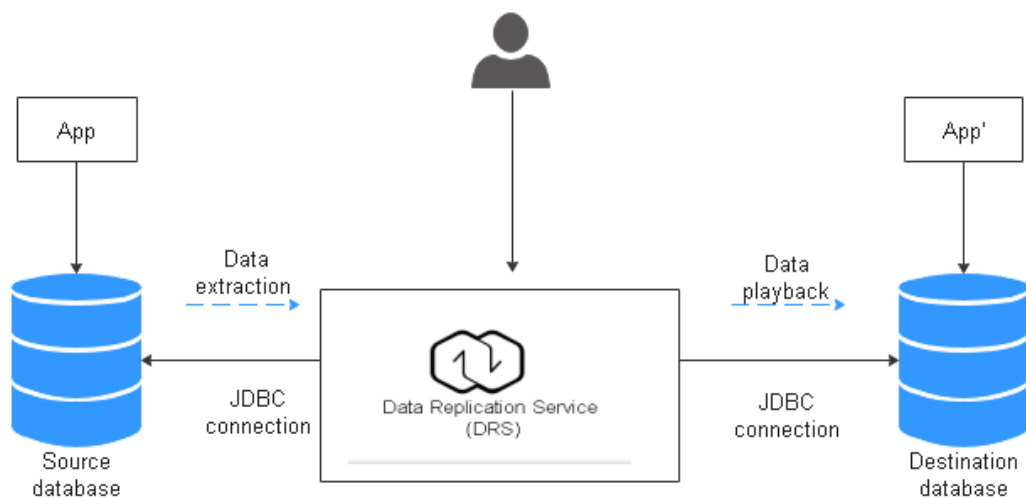 App
App'
Data
extraction
Data
playback
Data Replication Service
(DRS)
JDBC
connection
JDBC
connection
Source
database
Destination
database